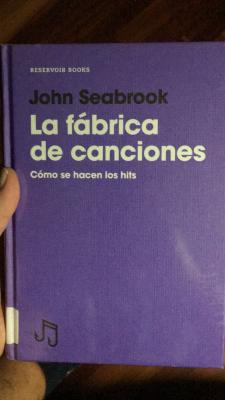 RESERVOIR BOOKS
John Seabrook
La fábrica
de canciones
Cómo se hacen los hits